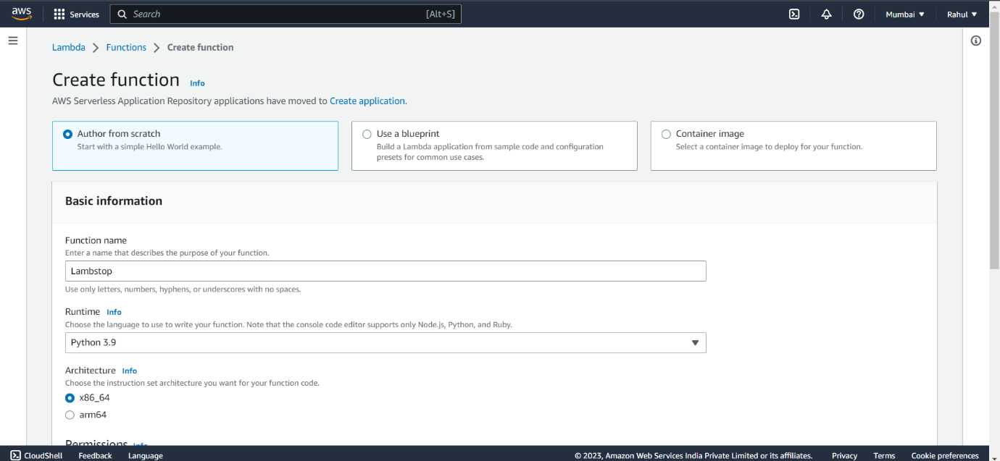 aws Services Search [Alt+S] Mumbai ▼ Rahul ▼
Lambda > Functions > Create function
Create function Info
AWS Serverless Application Repository applications have moved to Create application.
Author from scratch
Start with a simple Hello World example.
Use a blueprint
Build a Lambda application from sample code and configuration
presets for common use cases.
Container image
Select a container image to deploy for your function.
Basic information
Function name
Enter a name that describes the purpose of your function.
Lambstop
Use only letters, numbers, hyphens, or underscores with no spaces.
Runtime Info
Choose the language to use to write your function. Note that the console code editor supports only Node.js, Python, and Ruby.
Python 3.9
Architecture Info
Choose the instruction set architecture you want for your function code.
x86_64
arm64
Permissions Info
CloudShell Feedback Language © 2023, Amazon Web Services India Private Limited or its affiliates. Privacy Terms Cookie preferences